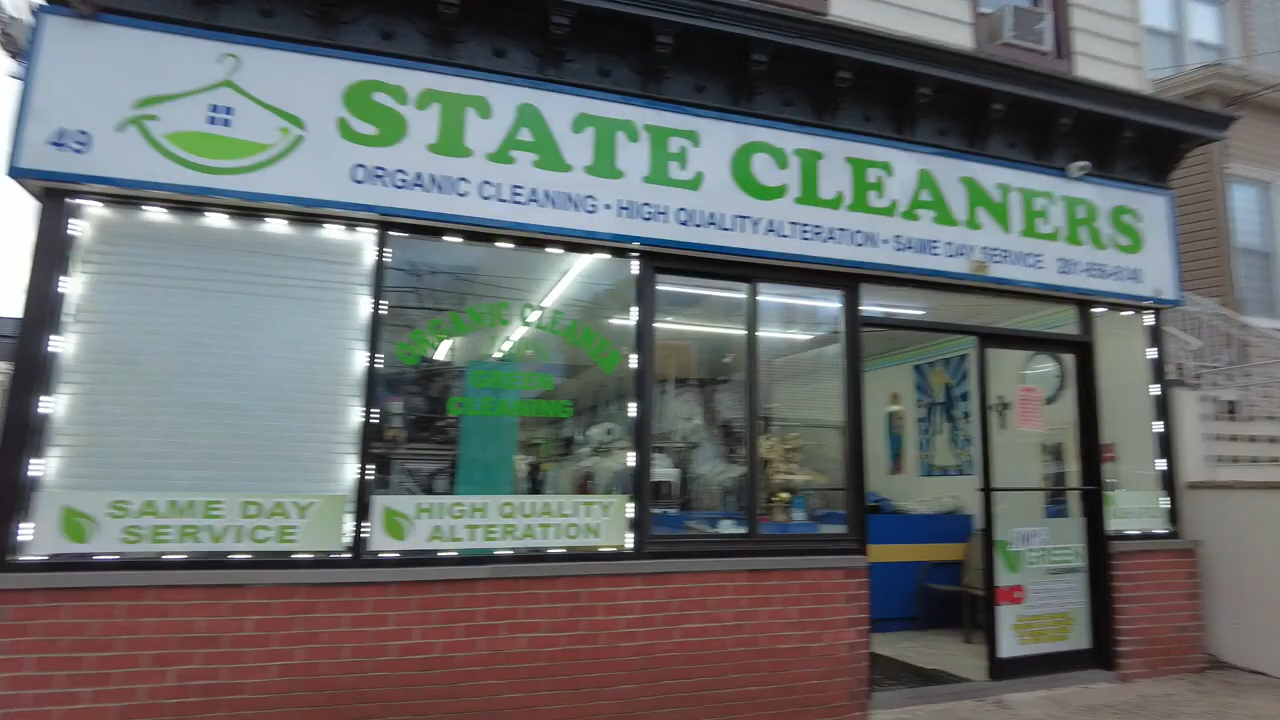 49
STATE CLEANERS
ORGANIC CLEANING • HIGH QUALITY ALTERATION • SAME DAY SERVICE
ORGANIC CLEANER
GREEN
CLEANING
SAME DAY
SERVICE
HIGH QUALITY
ALTERATION
GREEN